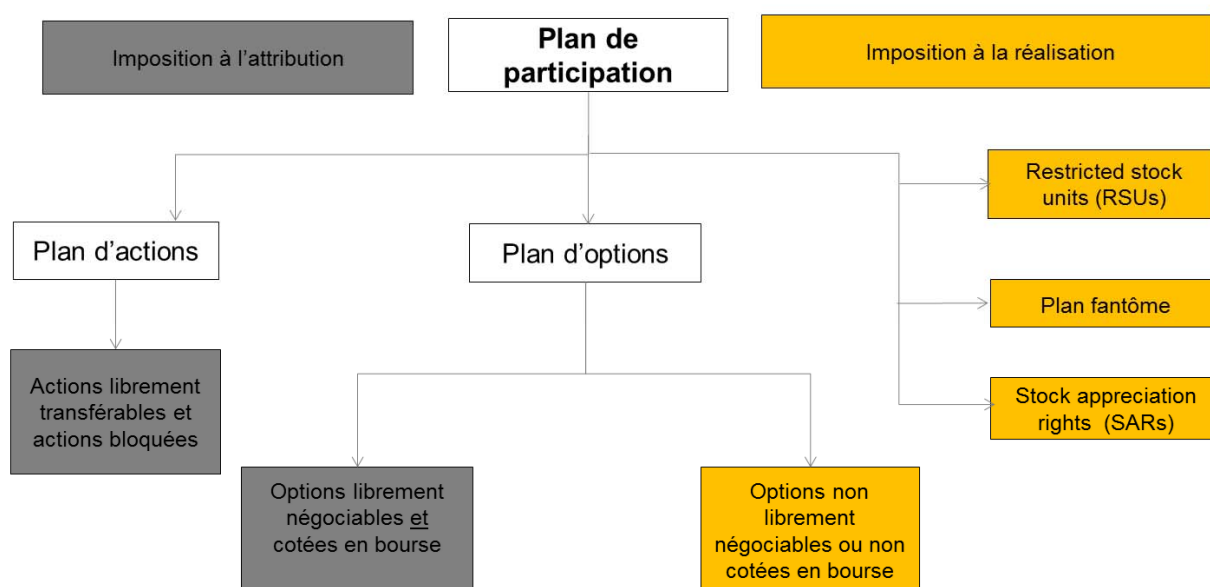 Imposition à l’attribution
Plan de
participation
Imposition à la réalisation
Restricted stock
units (RSUs)
Plan d’actions
Plan d’options
Plan fantôme
Actions librement
transférables et
actions bloquées
Stock appreciation
rights (SARs)
Options librement
négociables et
cotées en bourse
Options non
librement
négociables ou non
cotées en bourse